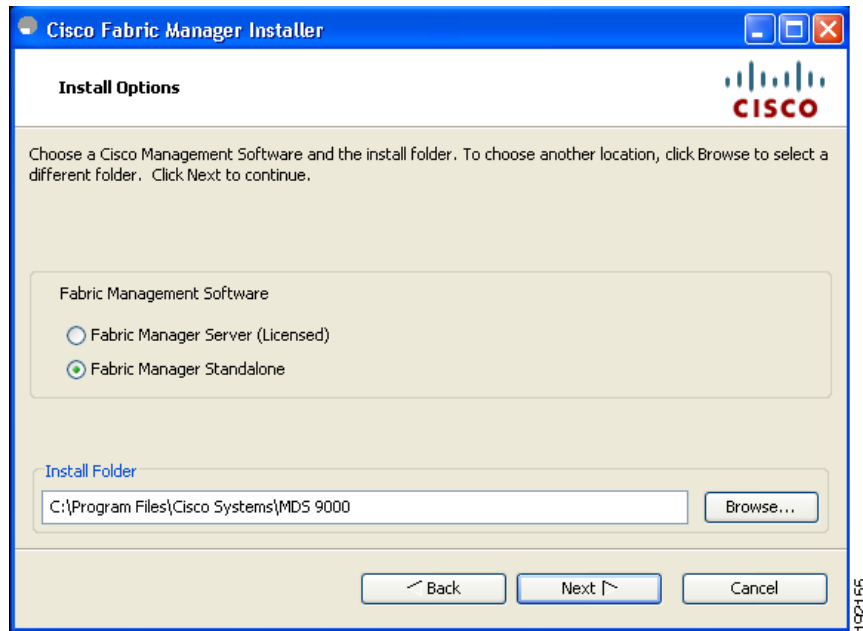 Cisco Fabric Manager Installer
Install Options
CISCO
Choose a Cisco Management Software and the install folder. To choose another location, click Browse to select a
different folder. Click Next to continue.
Fabric Management Software
Fabric Manager Server (Licensed)
Fabric Manager Standalone
Install Folder
C:\Program Files\Cisco Systems\MDS 9000
Browse...
Back
Next
Cancel
192166